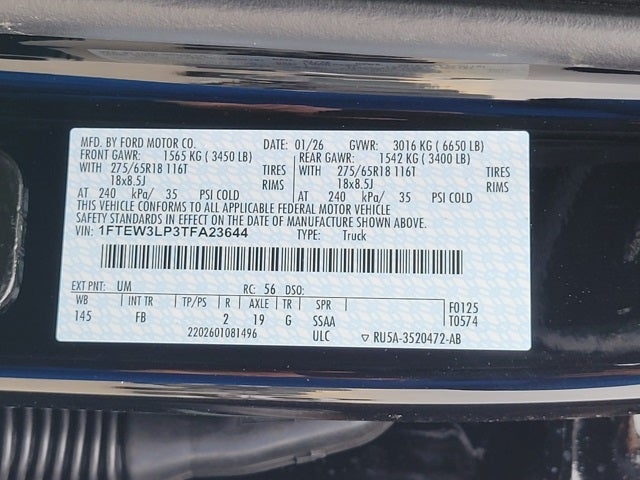 MFD. BY FORD MOTOR CO. DATE: 01/26 GVWR: 3016 KG ( 6650 LB)
FRONT GAWR: 1565 KG ( 3450 LB) REAR GAWR: 1542 KG ( 3400 LB)
WITH 275/65R18 116T TIRES WITH 275/65R18 116T TIRES
18x8.5J RIMS 18x8.5J RIMS
AT 240 kPa/ 35 PSI COLD AT 240 kPa/ 35 PSI COLD
THIS VEHICLE CONFORMS TO ALL APPLICABLE FEDERAL MOTOR VEHICLE
SAFETY STANDARDS IN EFFECT ON THE DATE OF MANUFACTURE SHOWN ABOVE.
VIN: 1FTEW3LP3TFA23644 TYPE: Truck
EXT PNT: UM RC: 56 DSO:
WB INT TR TP/PS R AXLE TR SPR F0125
145 FB 2 19 G SSAA T0574
2202601081496 ULC RU5A-3520472-AB